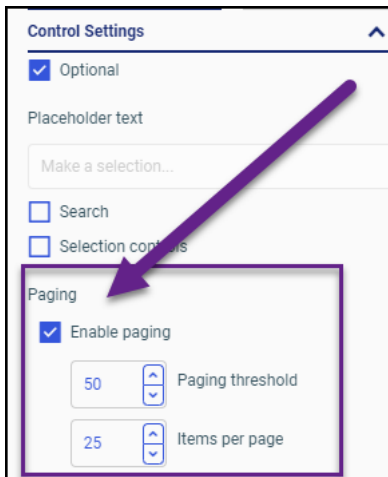 Control Settings
Optional
Placeholder text
Make a selection...
Search
Selection controls
Paging
Enable paging
50 Paging threshold
25 Items per page